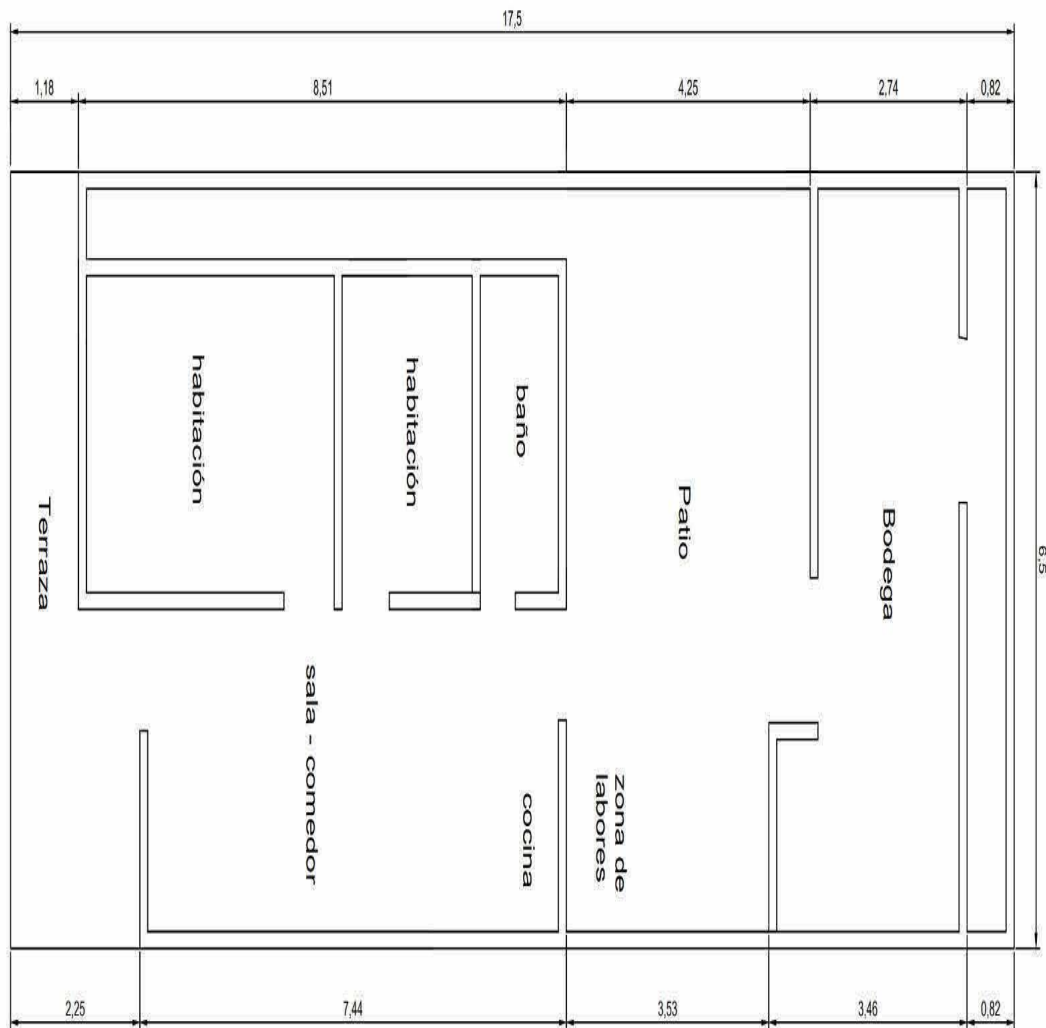 17,5
1,18
8,51
4,25
2,74
0,82
6.5
habitación
habitación
baño
Patio
Bodega
Terraza
sala - comedor
cocina
zona de
labores
2,25
7,44
3,53
3,46
0,82